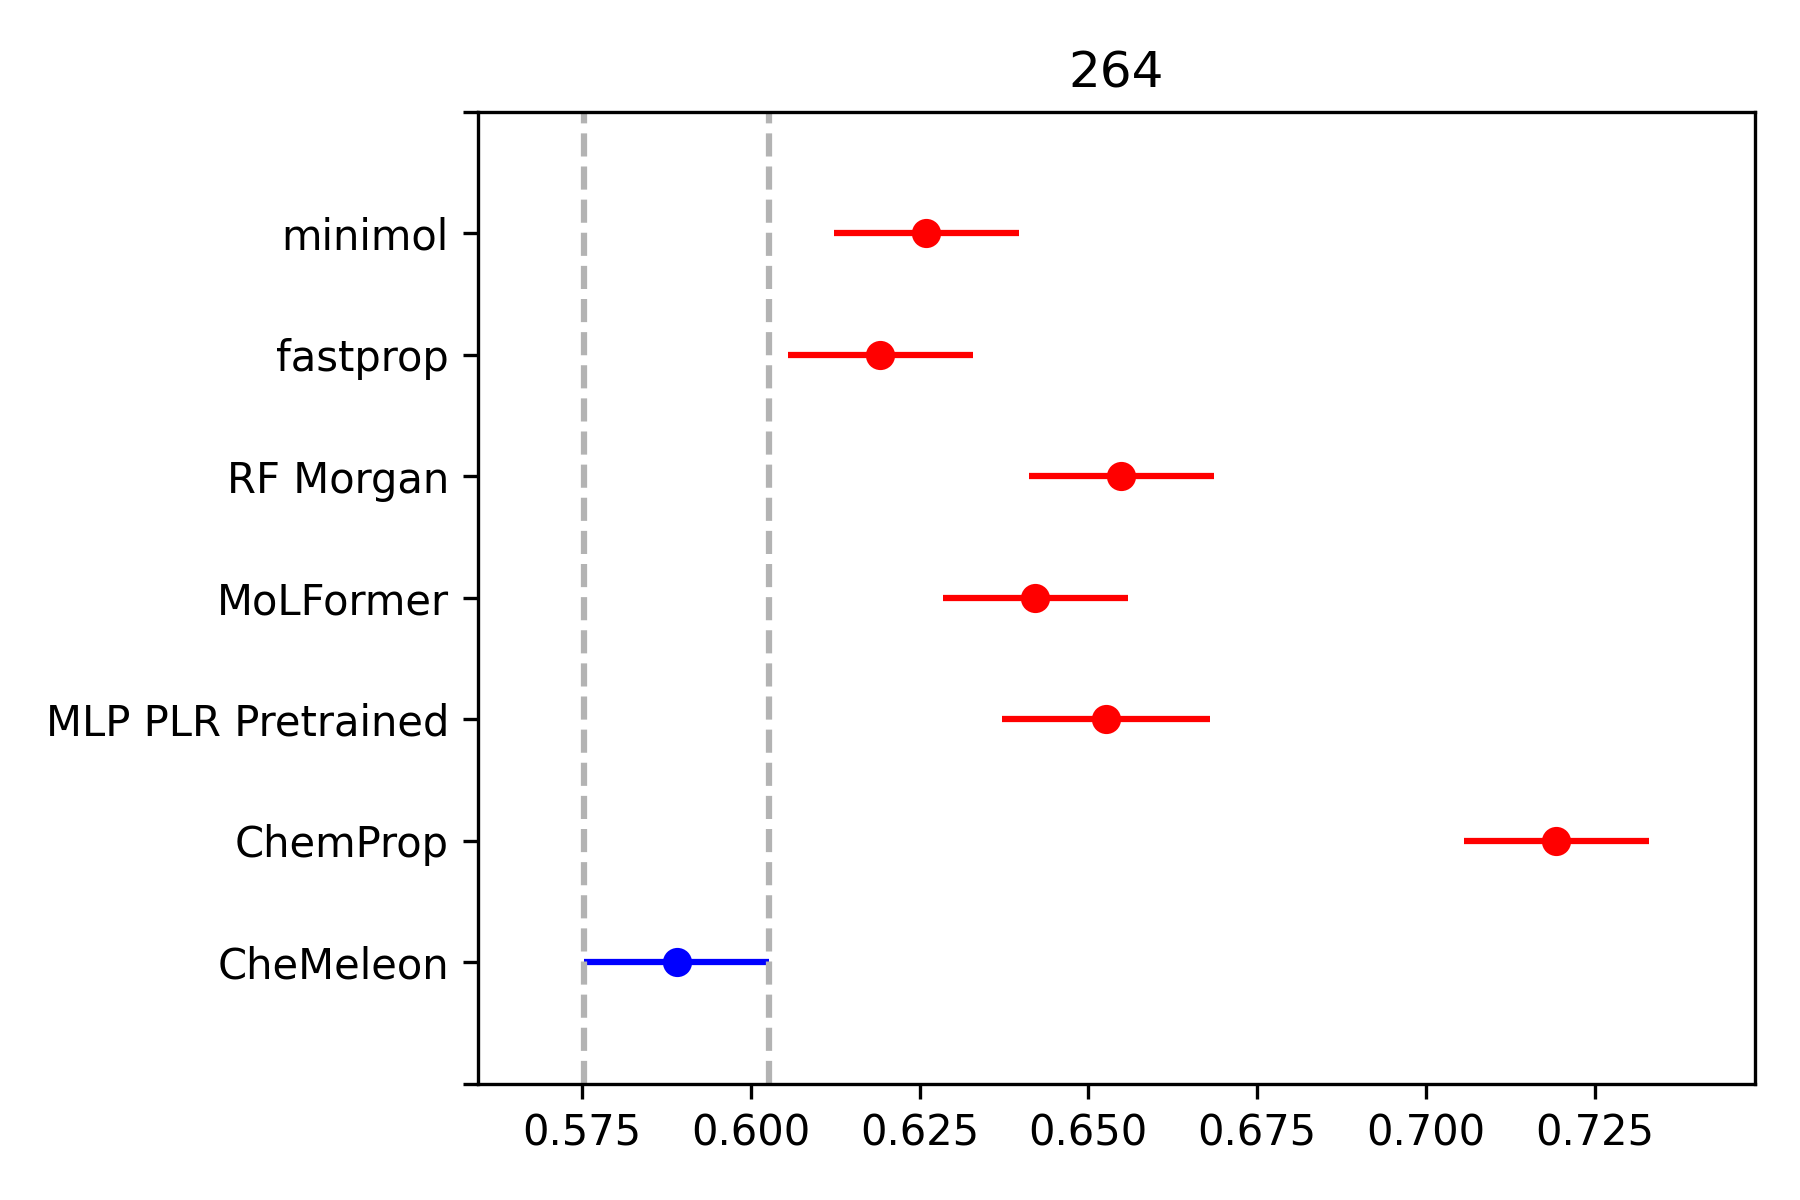 264
minimol
fastprop
RF Morgan
MoLFormer
MLP PLR Pretrained
ChemProp
CheMeleon
0.575 0.600 0.625 0.650 0.675 0.700 0.725